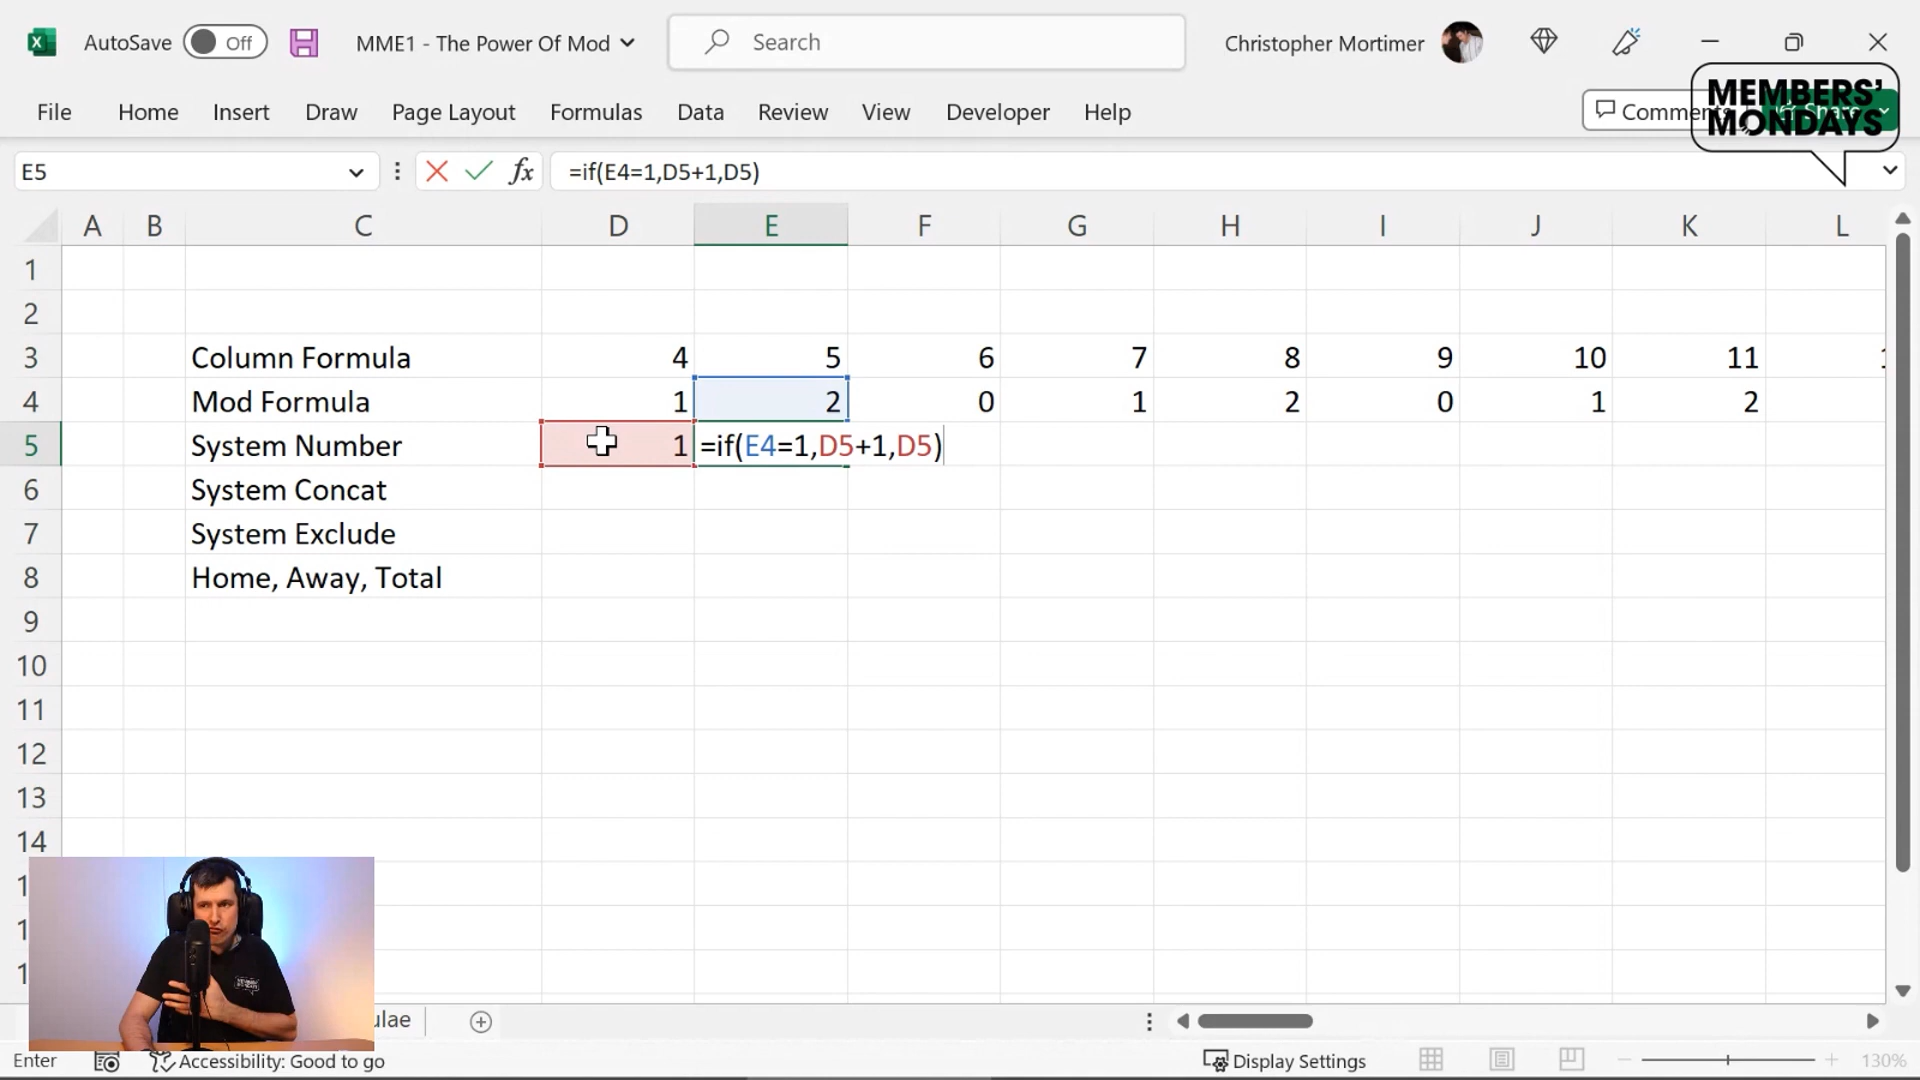 AutoSave Off MME1 - The Power Of Mod Search Christopher Mortimer
File Home Insert Draw Page Layout Formulas Data Review View Developer Help Comments Share
MEMBERS'
MONDAYS
E5 fx =if(E4=1,D5+1,D5)
A B C D E F G H I J K L
1
2
3 Column Formula 4 5 6 7 8 9 10 11
4 Mod Formula 1 2 0 1 2 0 1 2
5 System Number 1 =if(E4=1,D5+1,D5)
6 System Concat
7 System Exclude
8 Home, Away, Total
9
10
11
12
13
14
ulae
Enter Accessibility: Good to go Display Settings 130%